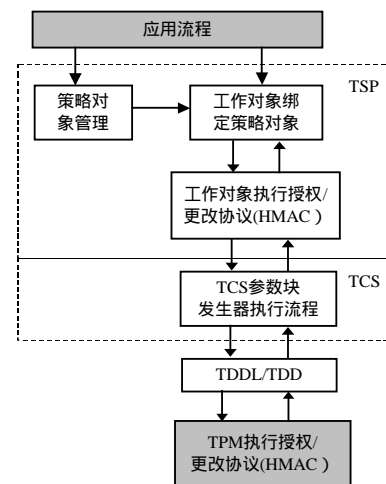 应用流程
TSP
策略对
象管理
工作对象绑
定策略对象
工作对象执行授权/
更改协议(HMAC）
TCS
TCS参数块
发生器执行流程
TDDL/TDD
TPM执行授权/
更改协议(HMAC）